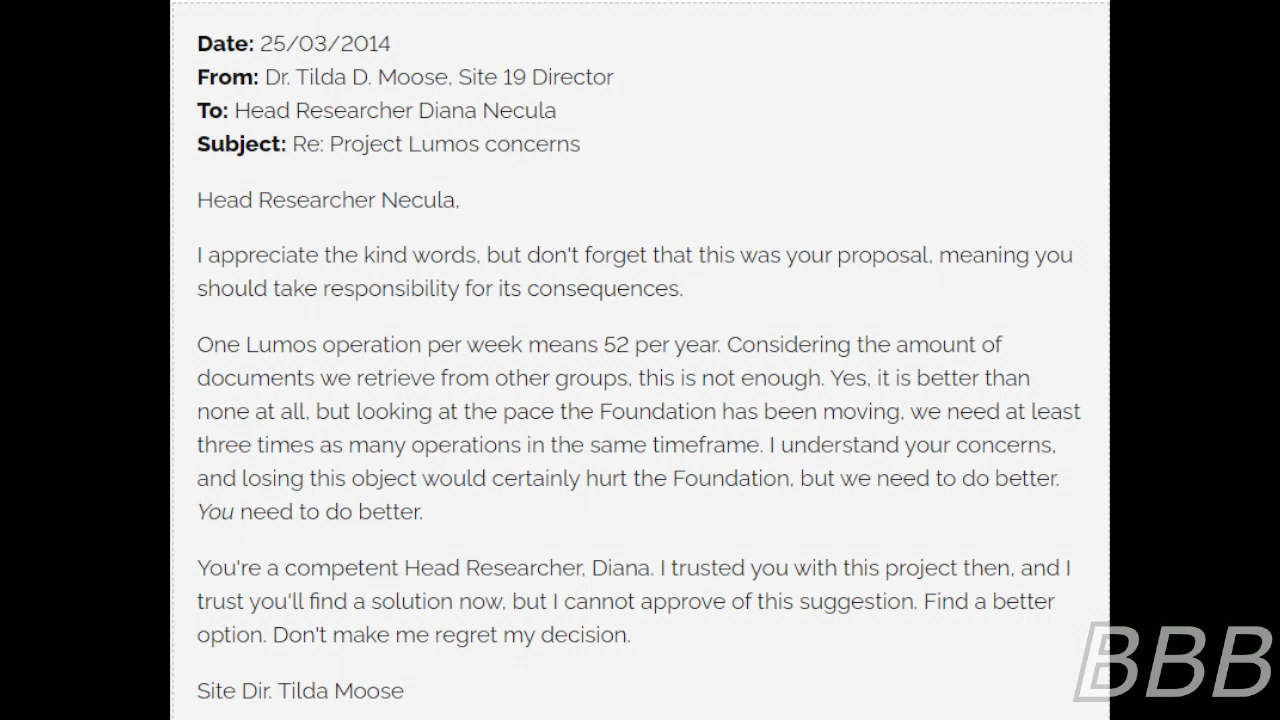 Date: 25/03/2014
From: Dr. Tilda D. Moose, Site 19 Director
To: Head Researcher Diana Necula
Subject: Re: Project Lumos concerns
Head Researcher Necula,
I appreciate the kind words, but don't forget that this was your proposal, meaning you
should take responsibility for its consequences.
One Lumos operation per week means 52 per year. Considering the amount of
documents we retrieve from other groups, this is not enough. Yes, it is better than
none at all, but looking at the pace the Foundation has been moving, we need at least
three times as many operations in the same timeframe. I understand your concerns,
and losing this object would certainly hurt the Foundation, but we need to do better.
You need to do better.
You're a competent Head Researcher, Diana. I trusted you with this project then, and I
trust you'll find a solution now, but I cannot approve of this suggestion. Find a better
option. Don't make me regret my decision.
Site Dir. Tilda Moose
BBB